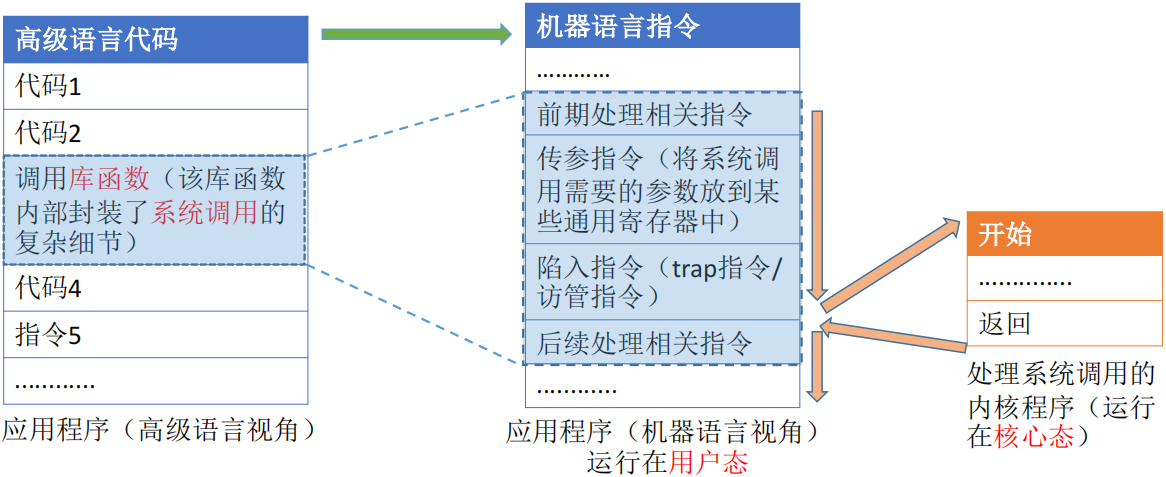 高级语言代码
代码1
代码2
调用库函数（该库函数
内部封装了系统调用的
复杂细节）
代码4
指令5
…………
应用程序（高级语言视角）
机器语言指令
…………
前期处理相关指令
传参指令（将系统调
用需要的参数放到某
些通用寄存器中）
陷入指令（trap指令/
访管指令）
后续处理相关指令
…………
应用程序（机器语言视角）
运行在用户态
开始
…………..
返回
处理系统调用的
内核程序（运行
在核心态）